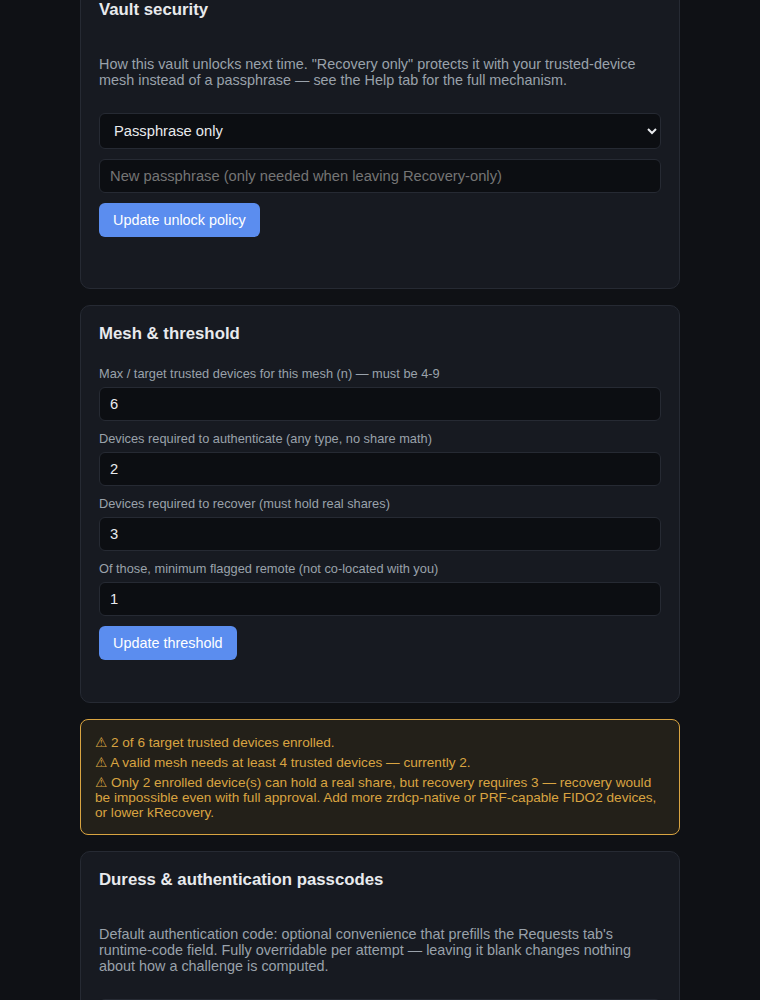 Vault security
How this vault unlocks next time. "Recovery only" protects it with your trusted-device
mesh instead of a passphrase — see the Help tab for the full mechanism.
Passphrase only
New passphrase (only needed when leaving Recovery-only)
Update unlock policy
Mesh & threshold
Max / target trusted devices for this mesh (n) — must be 4-9
6
Devices required to authenticate (any type, no share math)
2
Devices required to recover (must hold real shares)
3
Of those, minimum flagged remote (not co-located with you)
1
Update threshold
⚠ 2 of 6 target trusted devices enrolled.
⚠ A valid mesh needs at least 4 trusted devices — currently 2.
⚠ Only 2 enrolled device(s) can hold a real share, but recovery requires 3 — recovery would
be impossible even with full approval. Add more zrdcp-native or PRF-capable FIDO2 devices,
or lower kRecovery.
Duress & authentication passcodes
Default authentication code: optional convenience that prefills the Requests tab's
runtime-code field. Fully overridable per attempt — leaving it blank changes nothing
about how a challenge is computed.